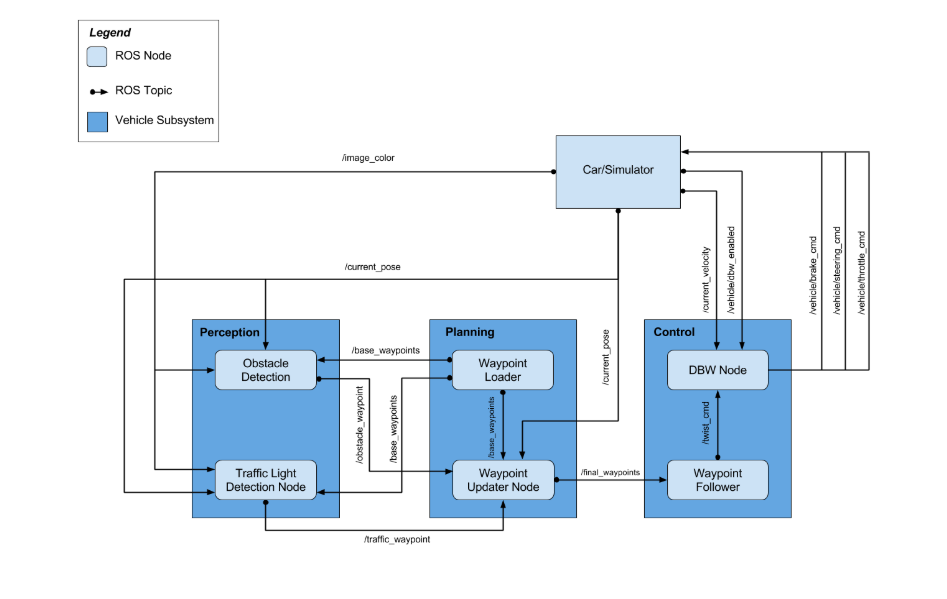 Legend
ROS Node
ROS Topic
Vehicle Subsystem
Car/Simulator
/image_color
/current_pose
/current_velocity
/vehicle/dbw_enabled
/vehicle/brake_cmd
/vehicle/steering_cmd
/vehicle/throttle_cmd
Perception
Planning
Control
/current_pose
Obstacle
Detection
/base_waypoints
Waypoint
Loader
DBW Node
/obstacle_waypoint
/base_waypoints
/base_waypoints
/twist_cmd
Traffic Light
Detection Node
Waypoint
Updater Node
/final_waypoints
Waypoint
Follower
/traffic_waypoint